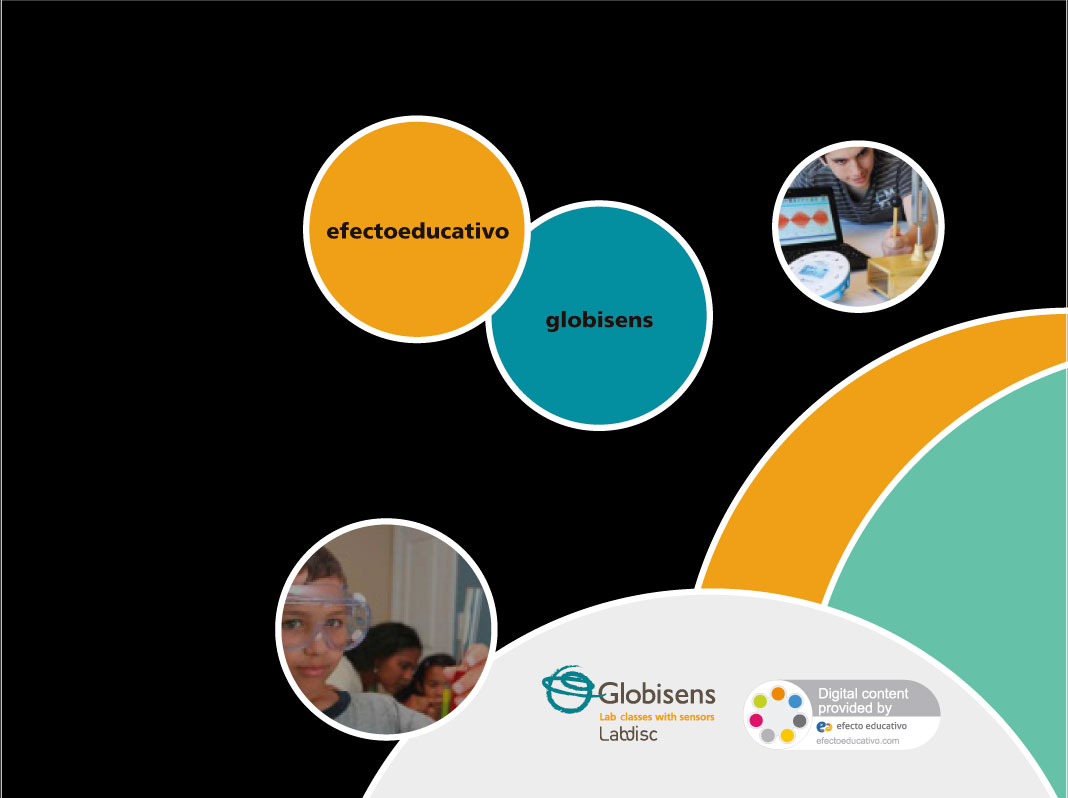 efectoeducativo
globisens
Globisens
Lab classes with sensors
Labdisc
Digital content
provided by
efecto educativo
efectoeducativo.com